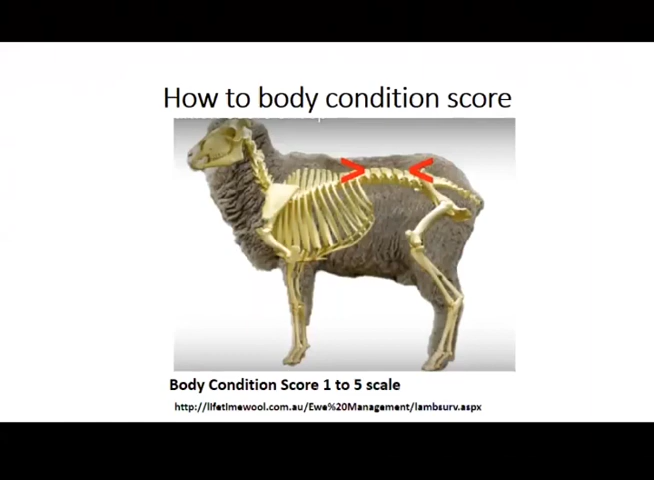 How to body condition score
Body Condition Score 1 to 5 scale
http://lifetimewool.com.au/Ewe%20Management/lambsurv.aspx